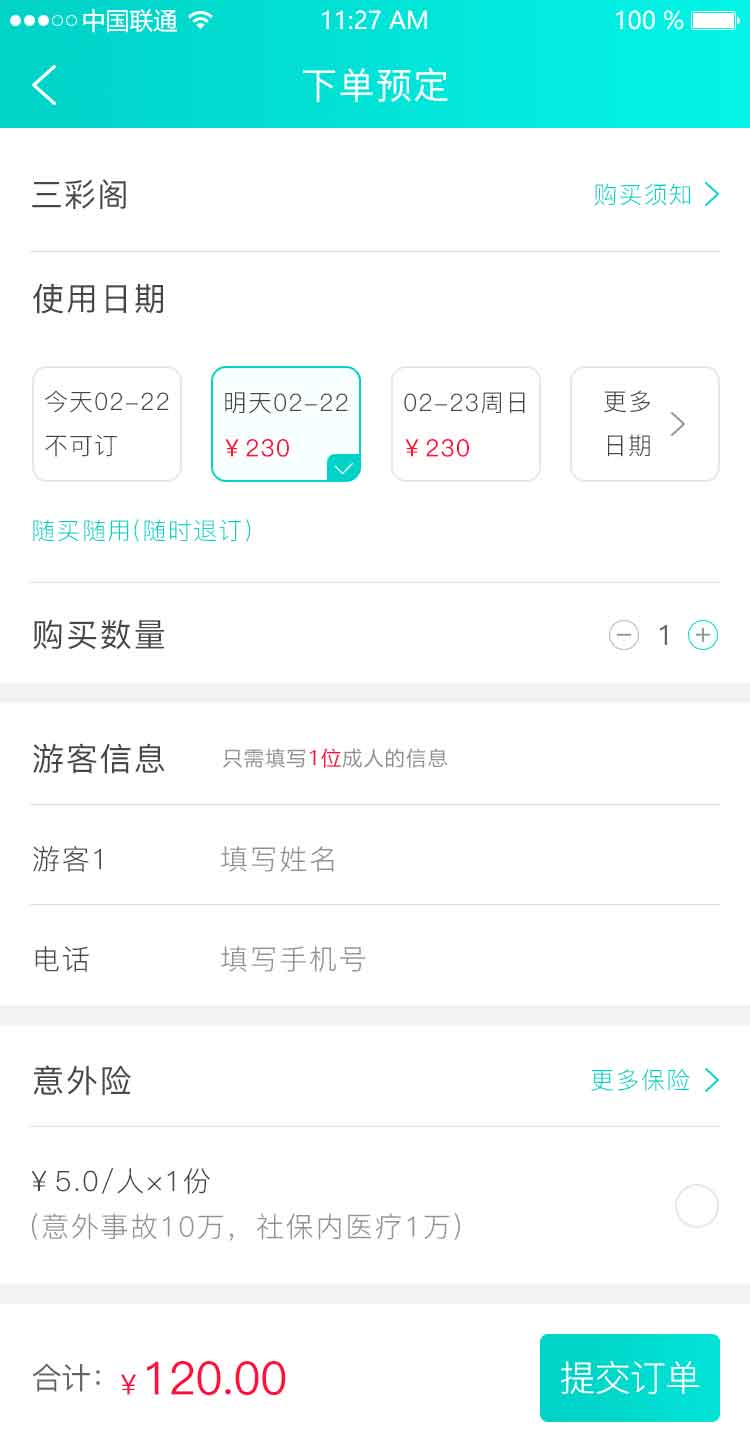 中国联通 11:27 AM 100 %
下单预定
三彩阁 购买须知
使用日期
今天02-22 明天02-22 02-23周日 更多
不可订 ¥230 ¥230 日期
随买随用(随时退订)
购买数量 1
游客信息 只需填写1位成人的信息
游客1 填写姓名
电话 填写手机号
意外险 更多保险
¥5.0/人×1份
(意外事故10万，社保内医疗1万)
合计：¥120.00 提交订单